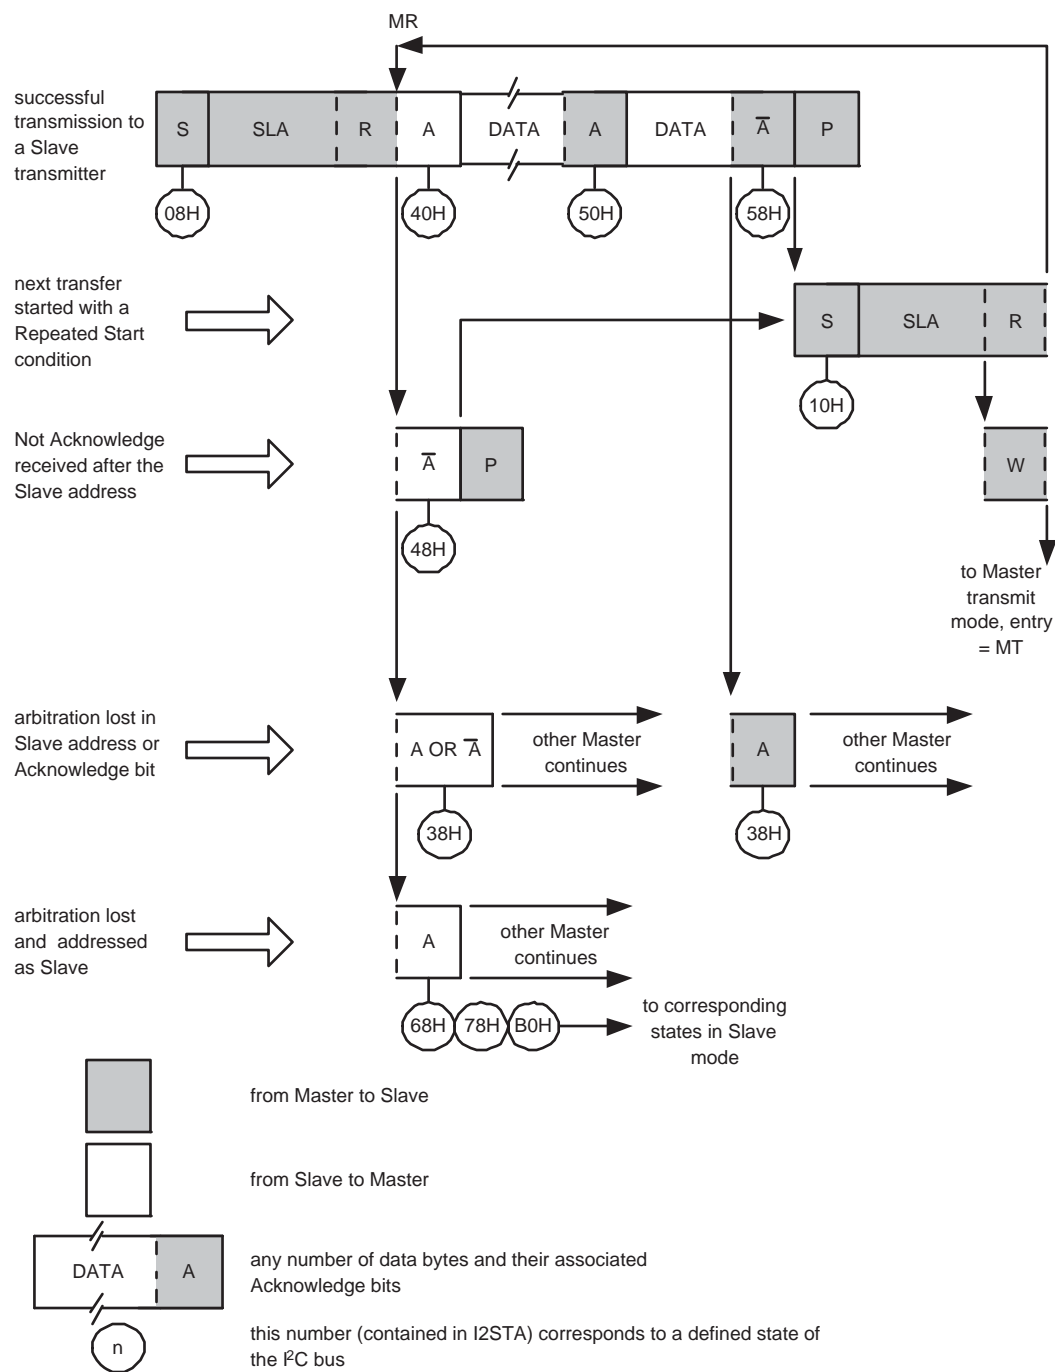 MR
successful
transmission to
a Slave
transmitter
S SLA R A DATA A DATA A̅ P
08H 40H 50H 58H
next transfer
started with a
Repeated Start
condition
S SLA R
10H
Not Acknowledge
received after the
Slave address
A̅ P W
48H
to Master
transmit
mode, entry
= MT
arbitration lost in
Slave address or
Acknowledge bit
A OR A̅
other Master
continues
A
other Master
continues
38H 38H
arbitration lost
and addressed
as Slave
A
other Master
continues
68H 78H B0H
to corresponding
states in Slave
mode
from Master to Slave
from Slave to Master
DATA A
any number of data bytes and their associated
Acknowledge bits
n
this number (contained in I2STA) corresponds to a defined state of
the I²C bus